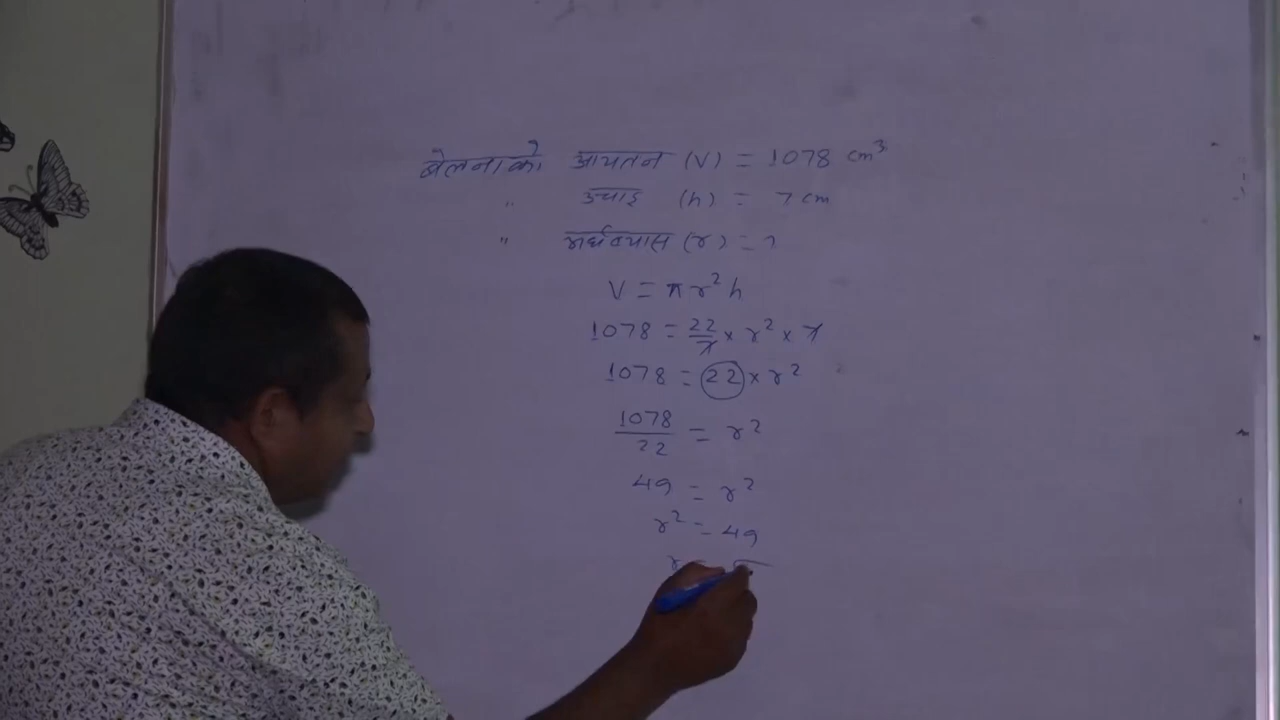 बेलनाको आयतन (V) = 1078 cm³
" उचाई (h) = 7 cm
" अर्धव्यास (r) = ?
V = π r² h
1078 = 22/7 × r² × 7
1078 = 22 × r²
1078/22 = r²
49 = r²
r² = 49
r